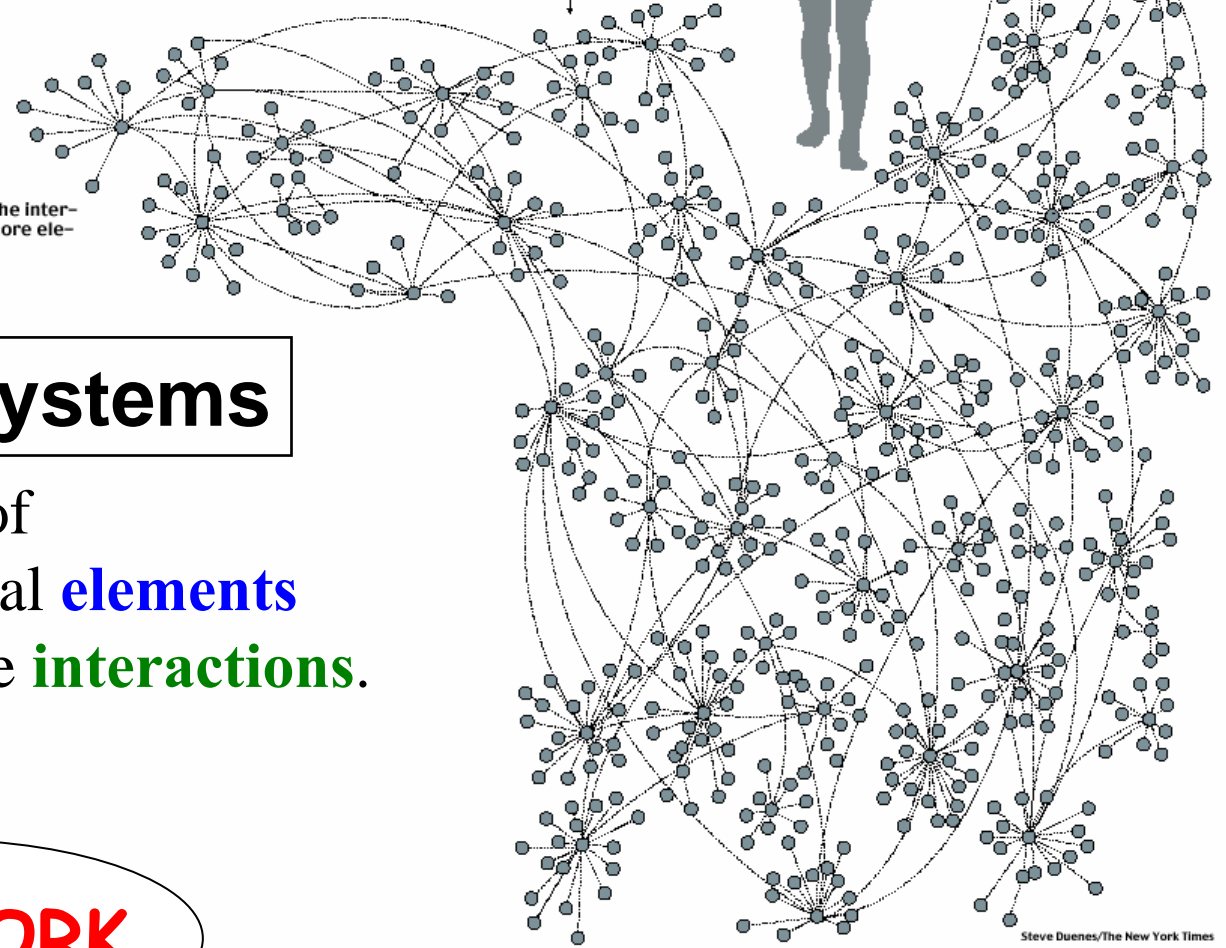 he inter-
ore ele-
ystems
of
al elements
e interactions.
ORK
Steve Duenes/The New York Times